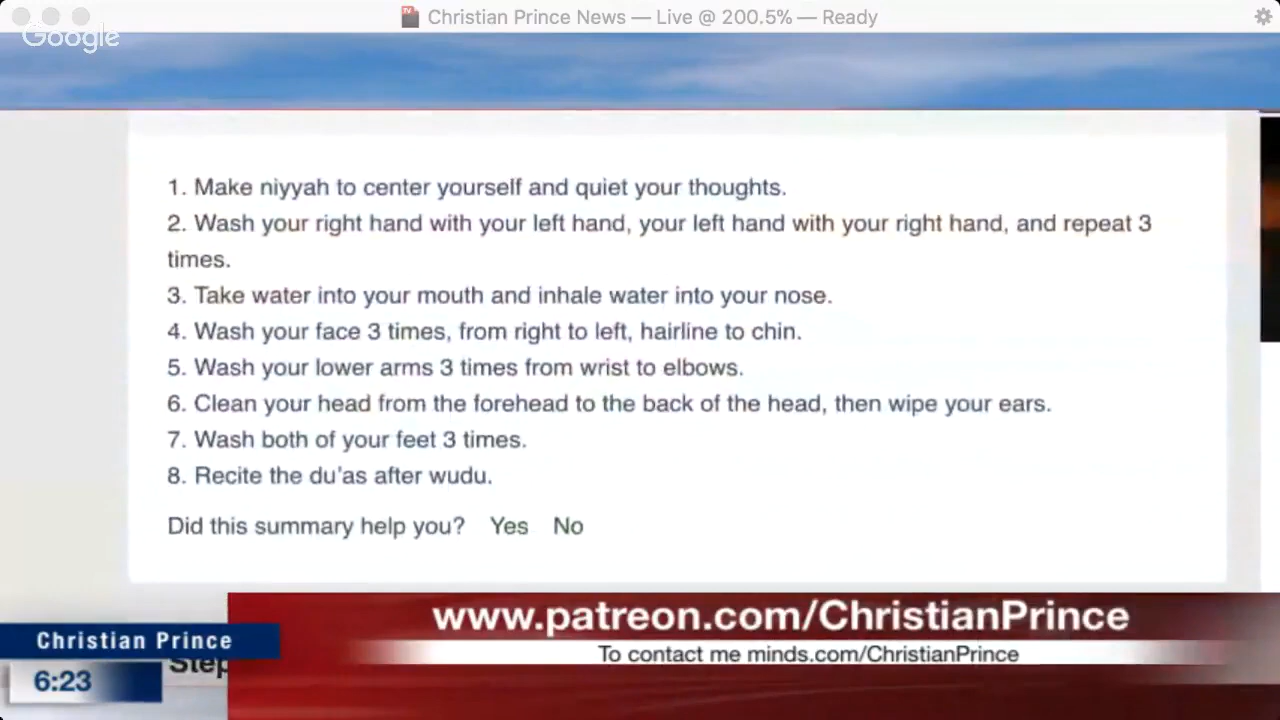 Christian Prince News — Live @ 200.5% — Ready
Google
1. Make niyyah to center yourself and quiet your thoughts.
2. Wash your right hand with your left hand, your left hand with your right hand, and repeat 3
times.
3. Take water into your mouth and inhale water into your nose.
4. Wash your face 3 times, from right to left, hairline to chin.
5. Wash your lower arms 3 times from wrist to elbows.
6. Clean your head from the forehead to the back of the head, then wipe your ears.
7. Wash both of your feet 3 times.
8. Recite the du'as after wudu.
Did this summary help you? Yes No
www.patreon.com/ChristianPrince
Christian Prince
To contact me minds.com/ChristianPrince
Step
6:23